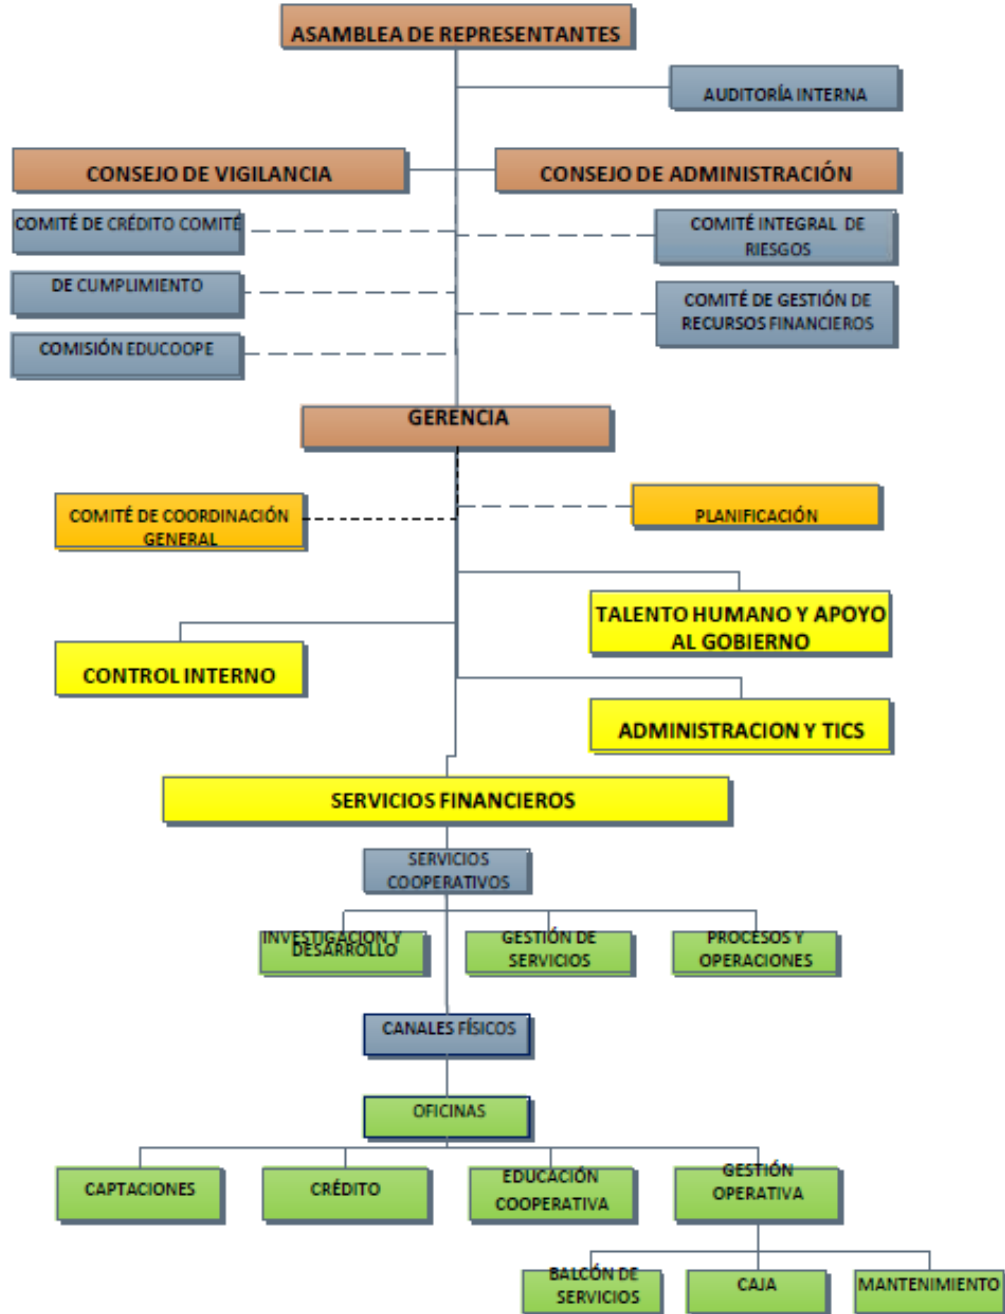 ASAMBLEA DE REPRESENTANTES
AUDITORÍA INTERNA
CONSEJO DE VIGILANCIA
CONSEJO DE ADMINISTRACIÓN
COMITÉ DE CRÉDITO COMITÉ
COMITÉ INTEGRAL DE
RIESGOS
DE CUMPLIMIENTO
COMITÉ DE GESTIÓN DE
RECURSOS FINANCIEROS
COMISIÓN EDUCOOPE
GERENCIA
COMITÉ DE COORDINACIÓN
GENERAL
PLANIFICACIÓN
TALENTO HUMANO Y APOYO
AL GOBIERNO
CONTROL INTERNO
ADMINISTRACION Y TICS
SERVICIOS FINANCIEROS
SERVICIOS
COOPERATIVOS
INVESTIGACION Y
DESARROLLO
GESTIÓN DE
SERVICIOS
PROCESOS Y
OPERACIONES
CANALES FÍSICOS
OFICINAS
CAPTACIONES
CRÉDITO
EDUCACIÓN
COOPERATIVA
GESTIÓN
OPERATIVA
BALCÓN DE
SERVICIOS
CAJA
MANTENIMIENTO